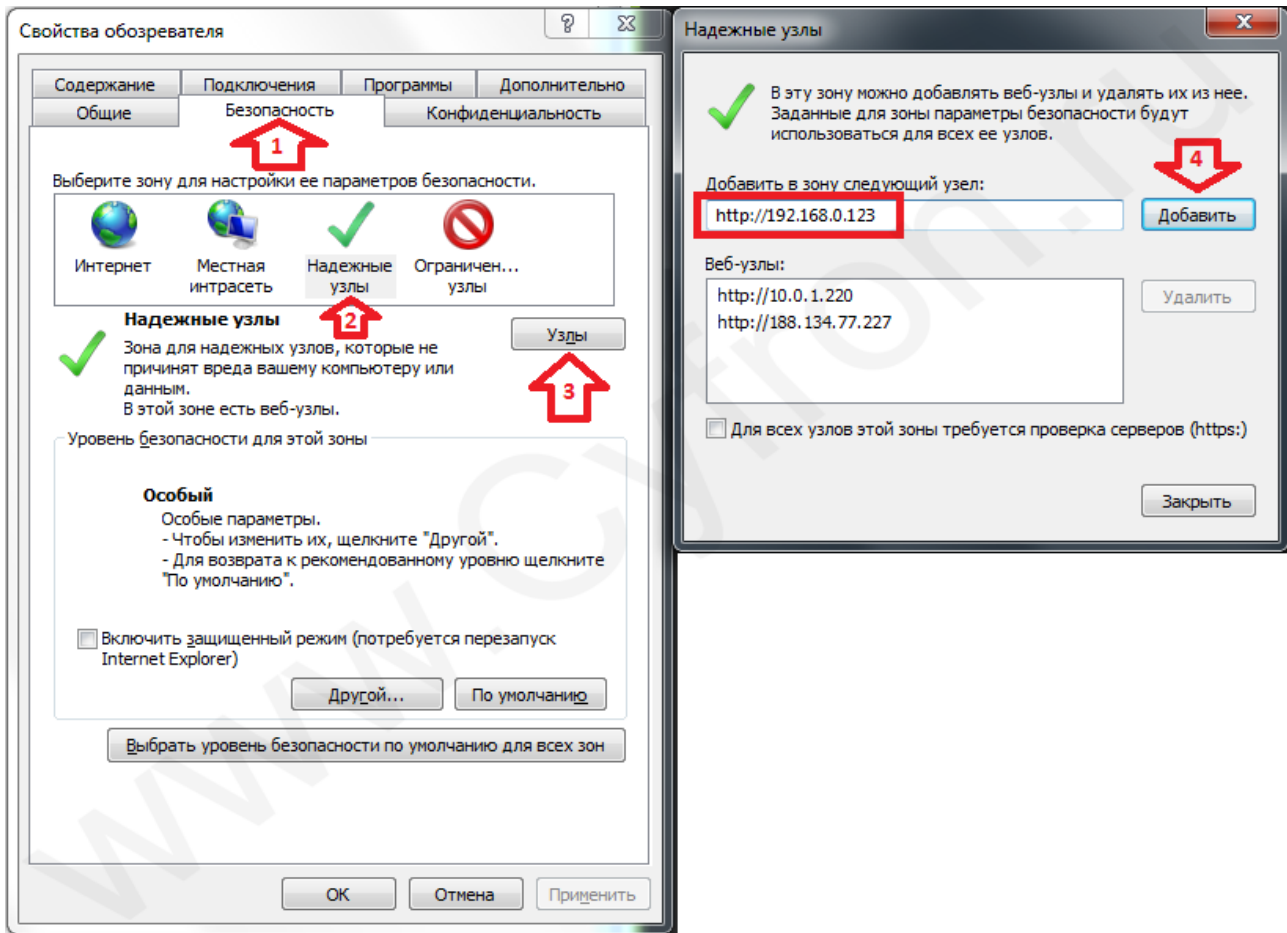 Свойства обозревателя
Содержание Подключения Программы Дополнительно
Общие Безопасность Конфиденциальность
1
Выберите зону для настройки ее параметров безопасности.
Интернет
Местная
интрасеть
Надежные
узлы
Ограничен...
узлы
2
Надежные узлы
Узлы
3
Зона для надежных узлов, которые не
причинят вреда вашему компьютеру или
данным.
В этой зоне есть веб-узлы.
Уровень безопасности для этой зоны
Особый
Особые параметры.
- Чтобы изменить их, щелкните "Другой".
- Для возврата к рекомендованному уровню щелкните
"По умолчанию".
Включить защищенный режим (потребуется перезапуск
Internet Explorer)
Другой... По умолчанию
Выбрать уровень безопасности по умолчанию для всех зон
OK Отмена Применить
Надежные узлы
В эту зону можно добавлять веб-узлы и удалять их из нее.
Заданные для зоны параметры безопасности будут
использоваться для всех ее узлов.
4
Добавить в зону следующий узел:
http://192.168.0.123 Добавить
Веб-узлы:
http://10.0.1.220
http://188.134.77.227
Удалить
Для всех узлов этой зоны требуется проверка серверов (https:)
Закрыть
www.Cyfron.ru